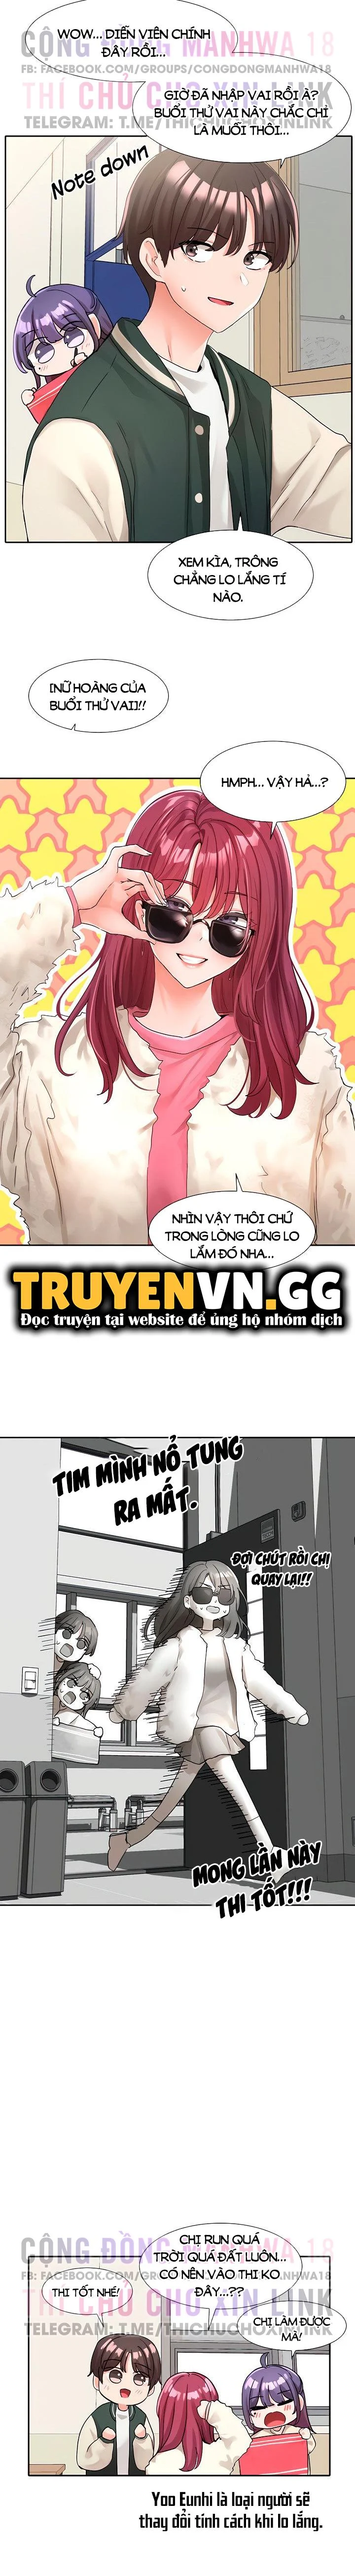 CỘNG ĐỒNG MANHWA 18
WOW... DIỄN VIÊN CHÍNH
ĐÂY RỒI...
FB: FACEBOOK.COM/GROUPS/CONGDONGMANHWA18
THÍ CHỦ CHO XIN LINK
TELEGRAM: T.ME/THICHUCHOXINLINK
GIỜ ĐÃ NHẬP VAI RỒI À?
BUỔI THỬ VAI NÀY CHẮC CHỈ
LÀ MUỖI THÔI...
Note down
XEM KÌA, TRÔNG
CHẲNG LO LẮNG TÍ
NÀO.
[NỮ HOÀNG CỦA
BUỔI THỬ VAI]!!
HMPH... VẬY HẢ...?
NHÌN VẬY THÔI CHỨ
TRONG LÒNG CŨNG LO
LẮM ĐÓ NHA...
TRUYENVN.GG
Đọc truyện tại website để ủng hộ nhóm dịch
TIM MÌNH NỔ TUNG
RA MẤT.
ĐỢI CHÚT RỒI CHỊ
QUAY LẠI!!
MONG LẦN NÀY
THI TỐT!!!
CỘNG ĐỒNG MANHWA 18
FB: FACEBOOK.COM/GROUPS/CONGDONGMANHWA18
THÍ CHỦ CHO XIN LINK
TELEGRAM: T.ME/THICHUCHOXINLINK
CHỊ RUN QUÁ
TRỜI QUÁ ĐẤT LUÔN...
CÓ NÊN VÀO THI KO
ĐÂY...??
THI TỐT NHÉ!
CHỊ LÀM ĐƯỢC
MÀ!
Yoo Eunhi là loại người sẽ
thay đổi tính cách khi lo lắng.